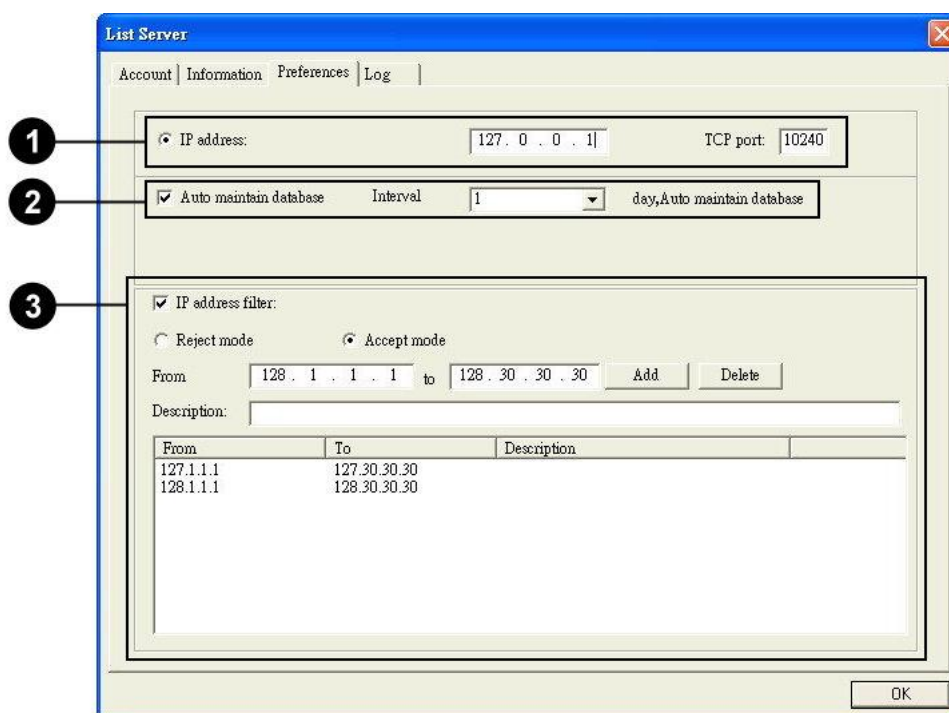 List Server
Account Information Preferences Log
1 IP address: 127 . 0 . 0 . 1 TCP port: 10240
2 Auto maintain database Interval 1 day,Auto maintain database
3
IP address filter:
Reject mode Accept mode
From 128 . 1 . 1 . 1 to 128 . 30 . 30 . 30 Add Delete
Description:
From To Description
127.1.1.1 127.30.30.30
128.1.1.1 128.30.30.30
OK